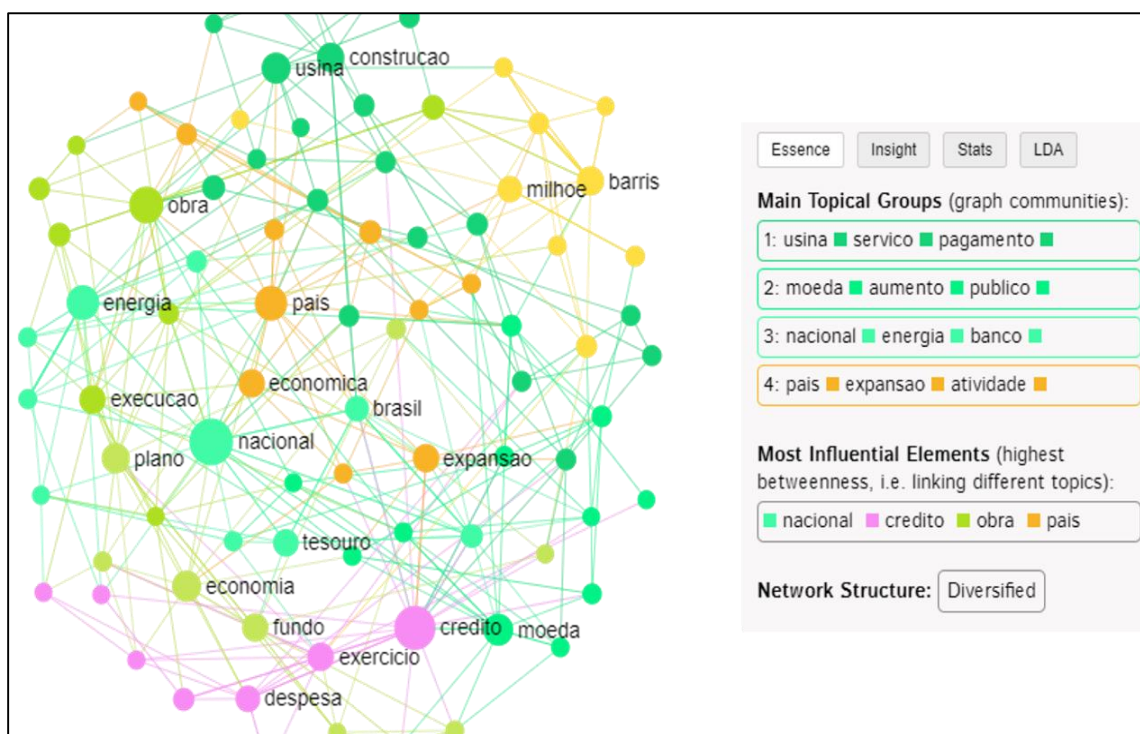 construcao
usina
barris
milhoe
obra
energia
pais
economica
execucao
brasil
nacional
plano
expansao
tesouro
economia
fundo
credito
moeda
exercicio
despesa
Essence Insight Stats LDA
Main Topical Groups (graph communities):
1: usina servico pagamento
2: moeda aumento publico
3: nacional energia banco
4: pais expansao atividade
Most Influential Elements (highest
betweenness, i.e. linking different topics):
nacional credito obra pais
Network Structure: Diversified